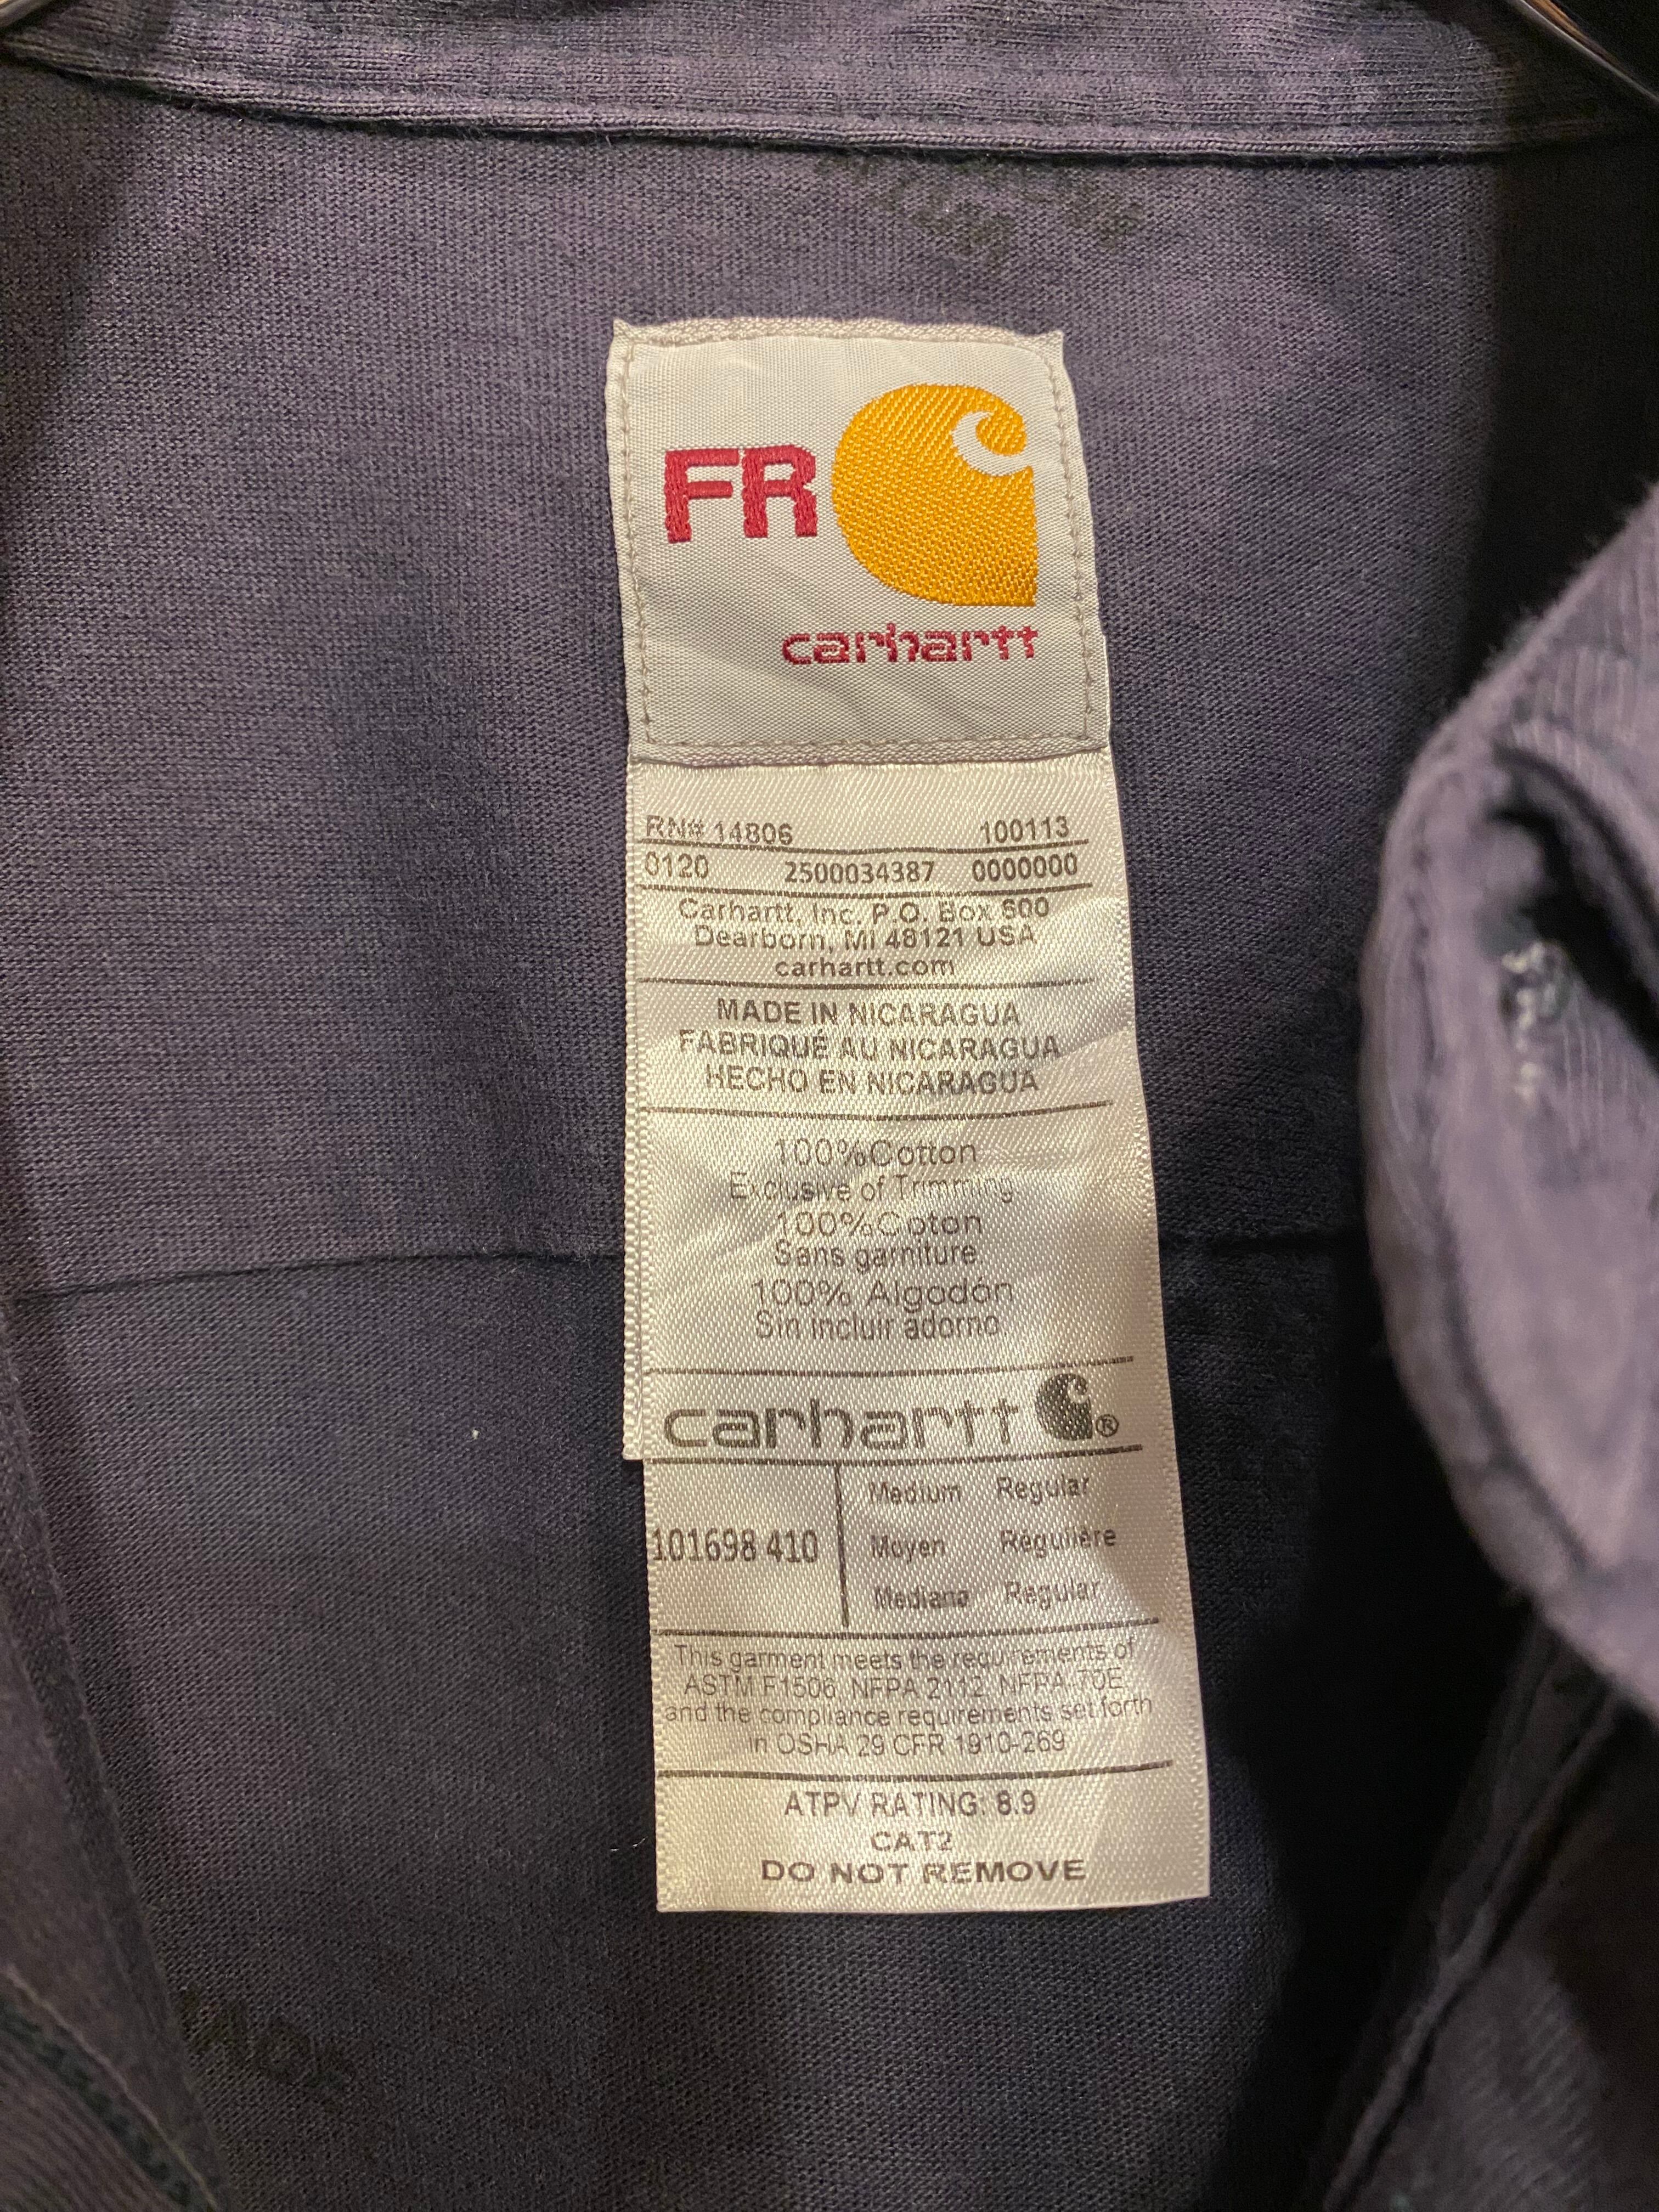 FR
carhartt
RN# 14806 100113
0120 2500034387 0000000
Carhartt, Inc. P.O. Box 600
Dearborn, MI 48121 USA
carhartt.com
MADE IN NICARAGUA
FABRIQUÉ AU NICARAGUA
HECHO EN NICARAGUA
100%Cotton
Exclusive of Trimming
100%Coton
Sans garniture
100% Algodón
Sin incluir adorno
carhartt ®
101698 410
Medium Regular
Moyen Régulière
Mediana Regular
This garment meets the requirements of
ASTM F1506, NFPA 2112, NFPA-70E
and the compliance requirements set forth
in OSHA 29 CFR 1910-269
ATPV RATING: 8.9
CAT2
DO NOT REMOVE